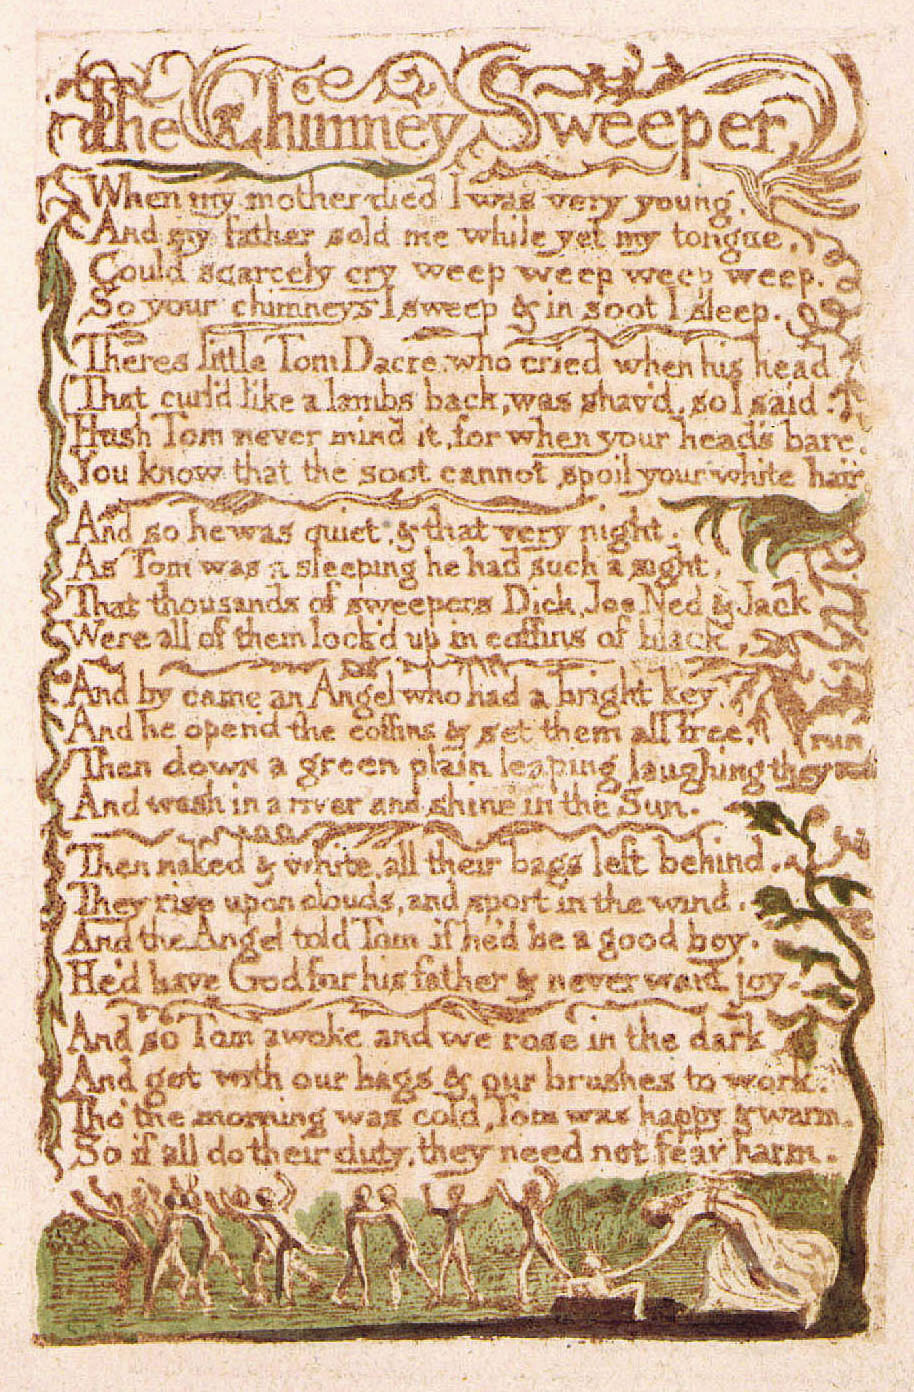 The Chimney Sweeper
When my mother died I was very young,
And my father sold me while yet my tongue,
Could scarcely cry weep weep weep weep.
So your chimneys I sweep & in soot I sleep.
Theres little Tom Dacre, who cried when his head
That curl'd like a lambs back, was shav'd, so I said.
Hush Tom never mind it, for when your head's bare,
You know that the soot cannot spoil your white hair
And so he was quiet, & that very night,
As Tom was a sleeping he had such a sight,
That thousands of sweepers Dick, Joe Ned & Jack
Were all of them lock'd up in coffins of black,
And by came an Angel who had a bright key,
And he open'd the coffins & set them all free.
Then down a green plain leaping laughing they run
And wash in a river and shine in the Sun.
Then naked & white, all their bags left behind,
They rise upon clouds, and sport in the wind.
And the Angel told Tom if he'd be a good boy,
He'd have God for his father & never want joy.
And so Tom awoke and we rose in the dark
And got with our bags & our brushes to work.
Tho' the morning was cold, Tom was happy & warm,
So if all do their duty, they need not fear harm.